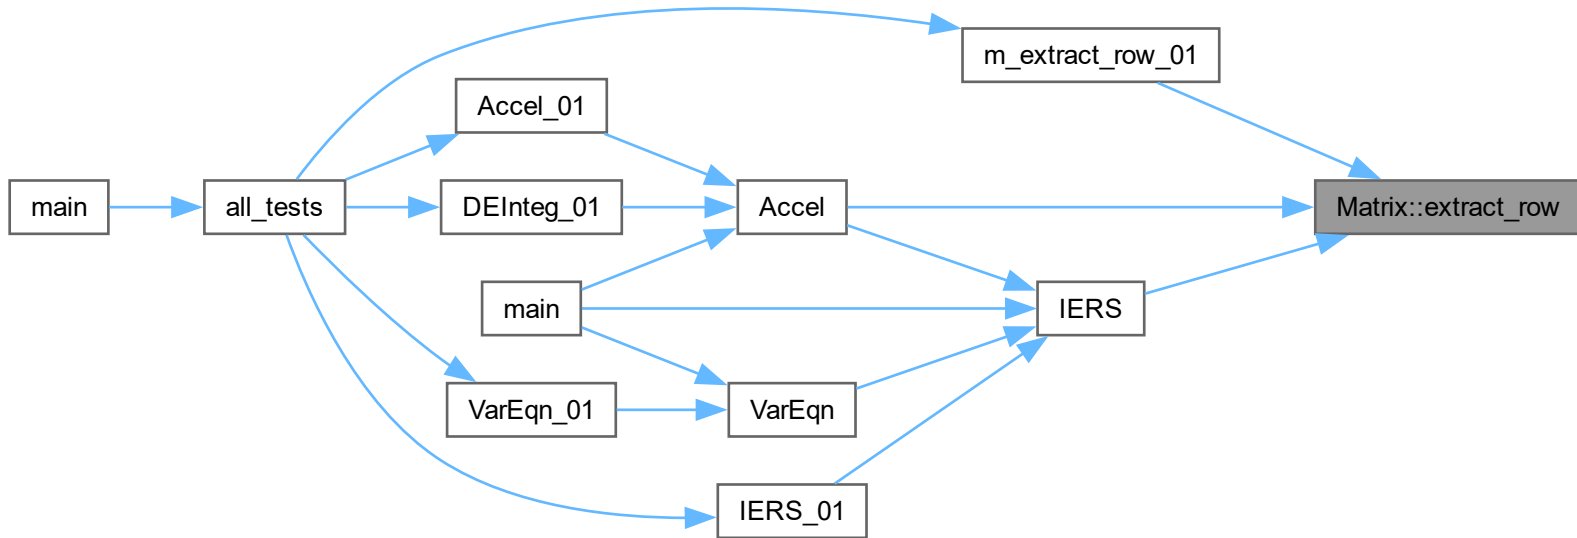 m_extract_row_01
Accel_01
main
all_tests
DEInteg_01
Accel
Matrix::extract_row
main
IERS
VarEqn_01
VarEqn
IERS_01